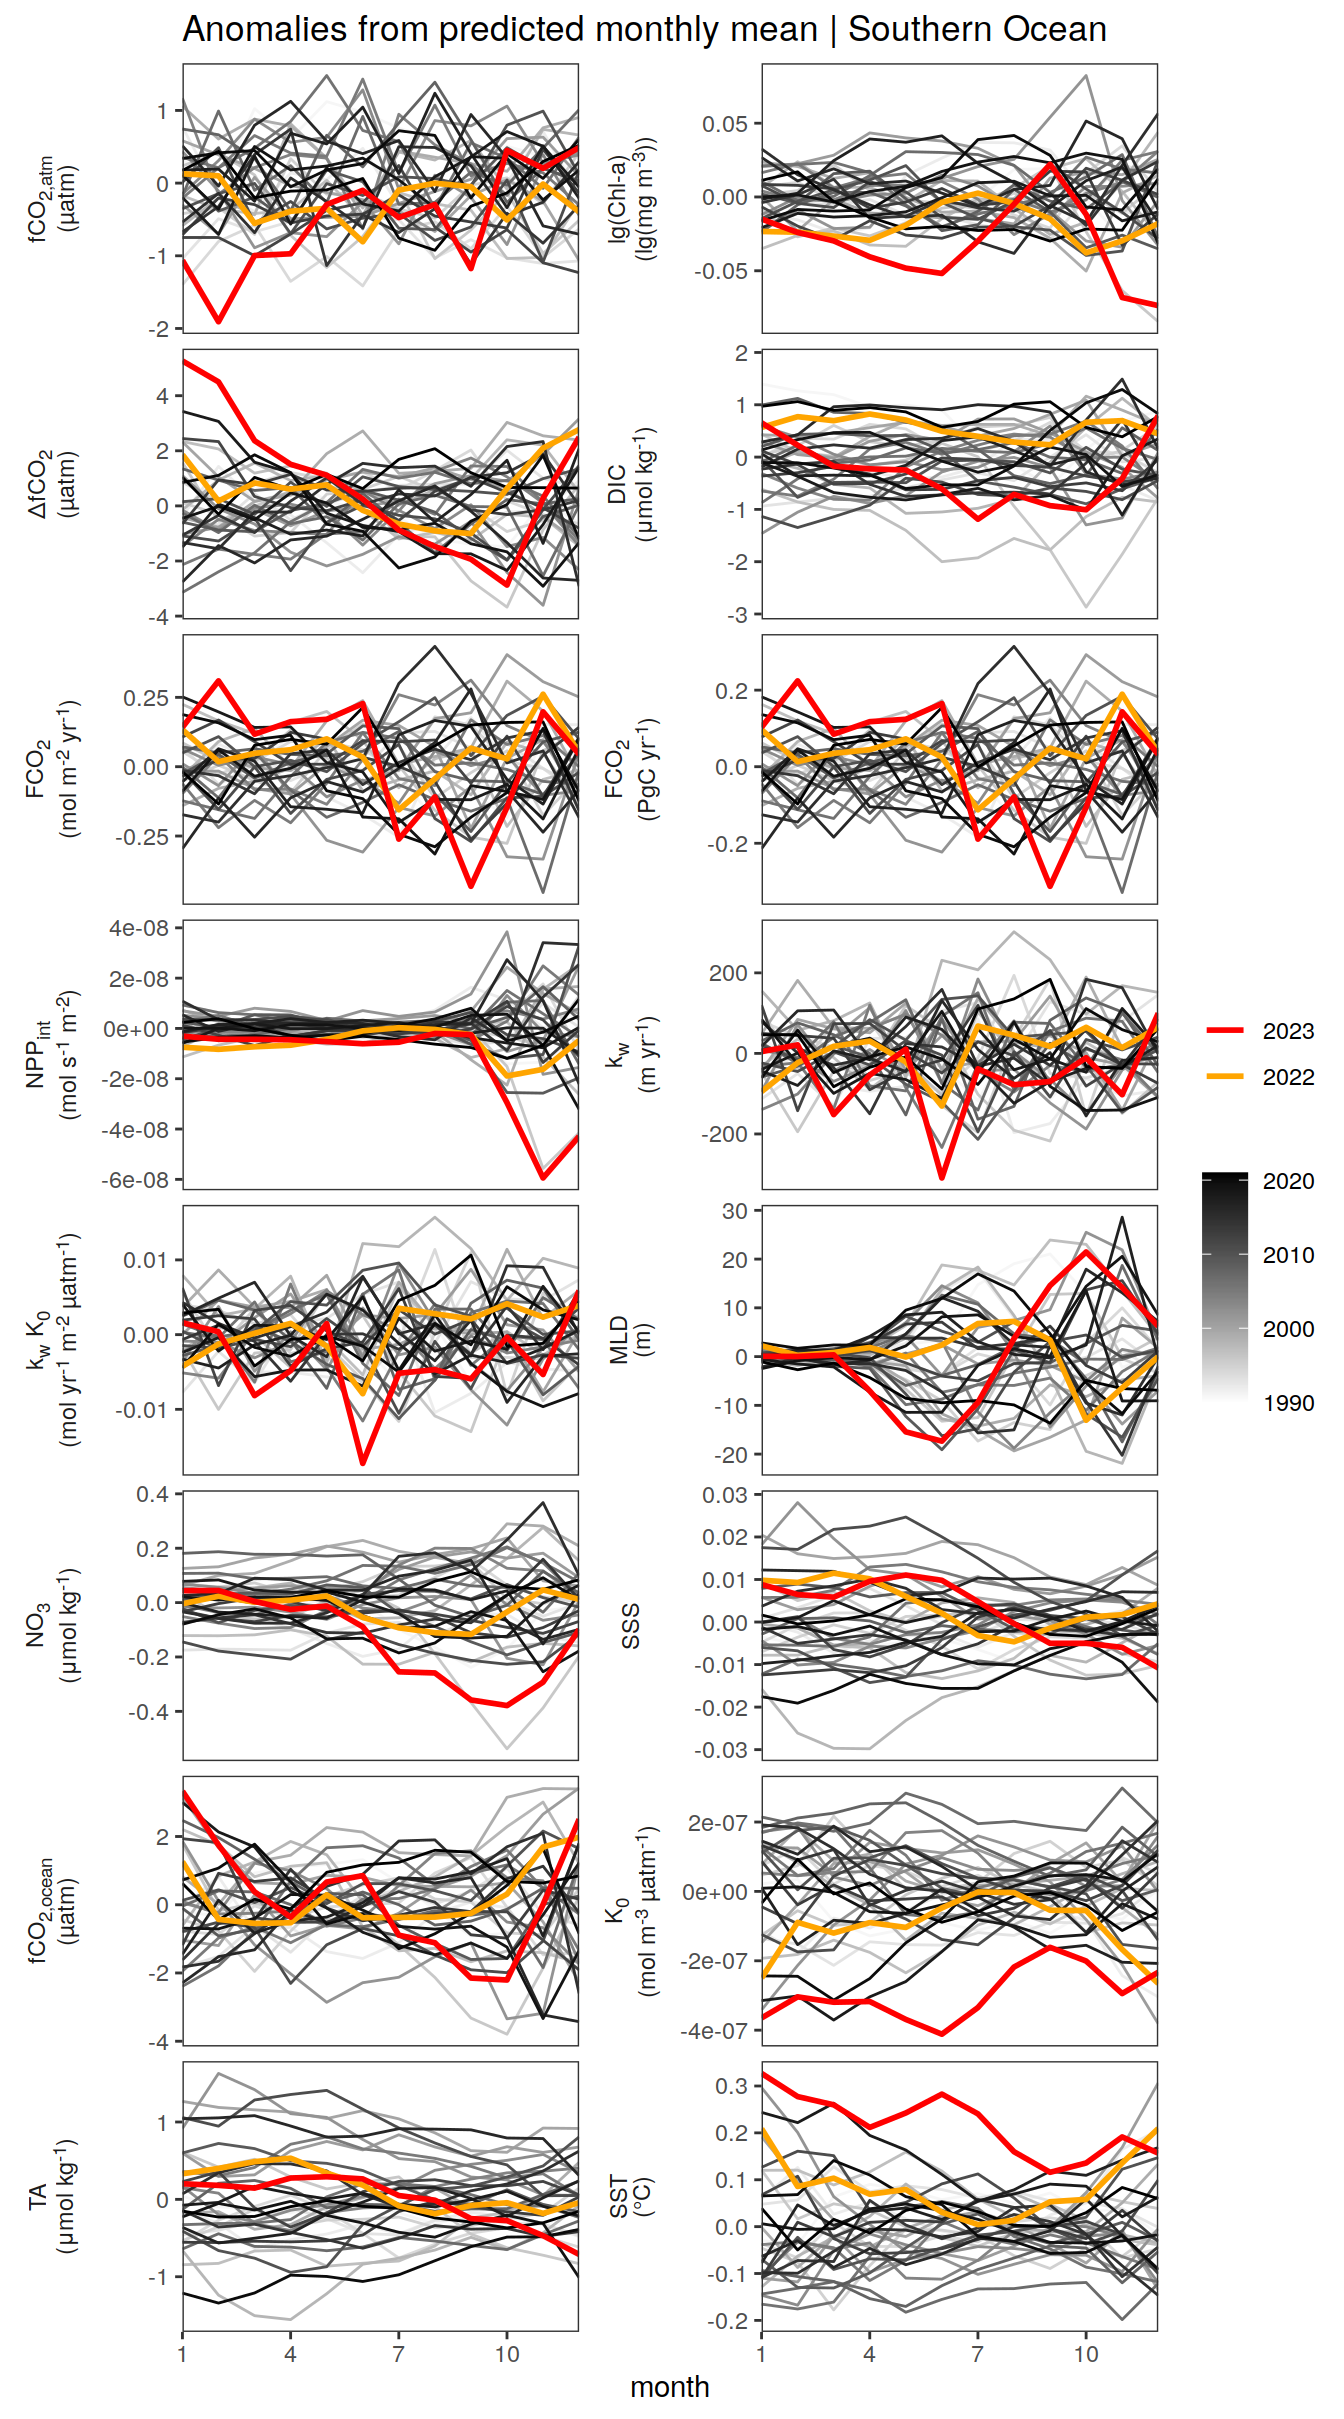 Anomalies from predicted monthly mean | Southern Ocean
fCO2,atm
(µatm)
1
0
-1
-2
lg(Chl-a)
(lg(mg m-3))
0.05
0.00
-0.05
ΔfCO2
(µatm)
4
2
0
-2
-4
DIC
(µmol kg-1)
2
1
0
-1
-2
-3
FCO2
(mol m-2 yr-1)
0.25
0.00
-0.25
FCO2
(PgC yr-1)
0.2
0.0
-0.2
NPPint
(mol s-1 m-2)
4e-08
2e-08
0e+00
-2e-08
-4e-08
-6e-08
kw
(m yr-1)
200
0
-200
kw K0
(mol yr-1 m-2 µatm-1)
0.01
0.00
-0.01
MLD
(m)
30
20
10
0
-10
-20
NO3
(µmol kg-1)
0.4
0.2
0.0
-0.2
-0.4
SSS
0.03
0.02
0.01
0.00
-0.01
-0.02
-0.03
fCO2,ocean
(µatm)
2
0
-2
-4
K0
(mol m-3 µatm-1)
2e-07
0e+00
-2e-07
-4e-07
TA
(µmol kg-1)
1
0
-1
SST
(°C)
0.3
0.2
0.1
0.0
-0.1
-0.2
1 4 7 10
1 4 7 10
month
2023
2022
2020
2010
2000
1990